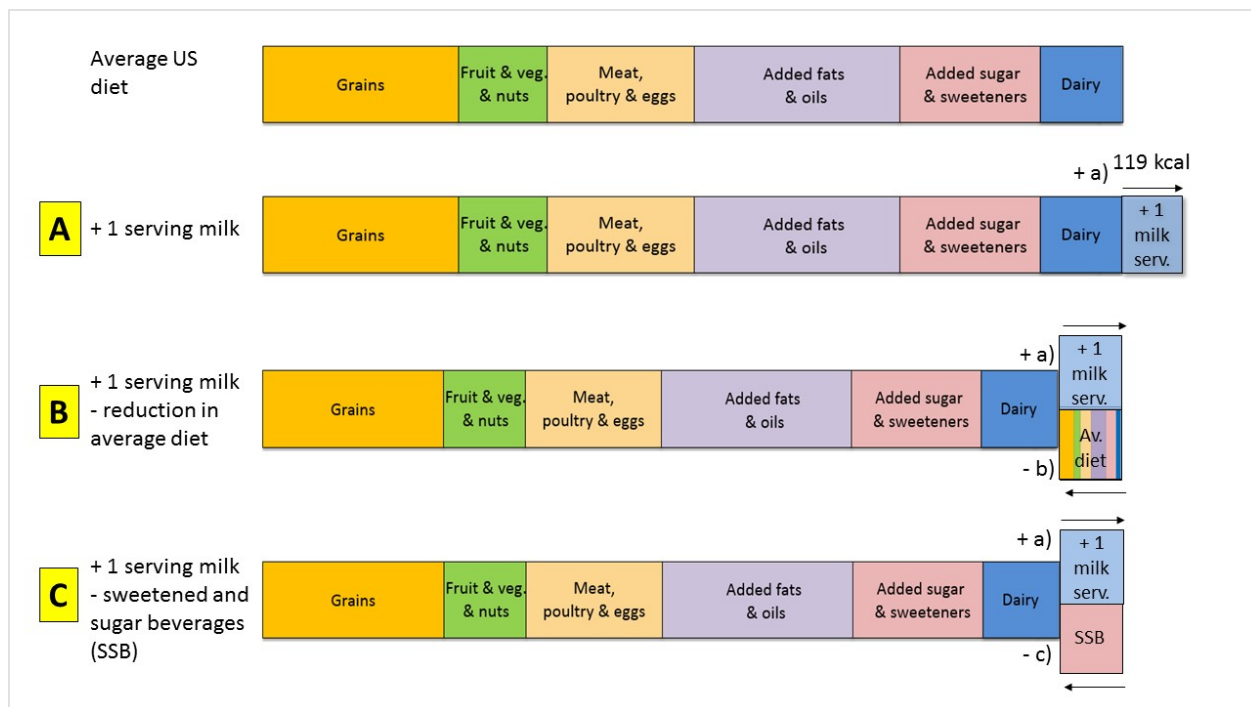 Average US
diet
Grains
Fruit & veg.
& nuts
Meat,
poultry & eggs
Added fats
& oils
Added sugar
& sweeteners
Dairy
+ a) 119 kcal
A
+ 1 serving milk
Grains
Fruit & veg.
& nuts
Meat,
poultry & eggs
Added fats
& oils
Added sugar
& sweeteners
Dairy
+ 1
milk
serv.
B
+ 1 serving milk
- reduction in
average diet
Grains
Fruit & veg.
& nuts
Meat,
poultry & eggs
Added fats
& oils
Added sugar
& sweeteners
Dairy
+ a)
+ 1
milk
serv.
Av.
diet
- b)
C
+ 1 serving milk
- sweetened and
sugar beverages
(SSB)
Grains
Fruit & veg.
& nuts
Meat,
poultry & eggs
Added fats
& oils
Added sugar
& sweeteners
Dairy
+ a)
+ 1
milk
serv.
SSB
- c)